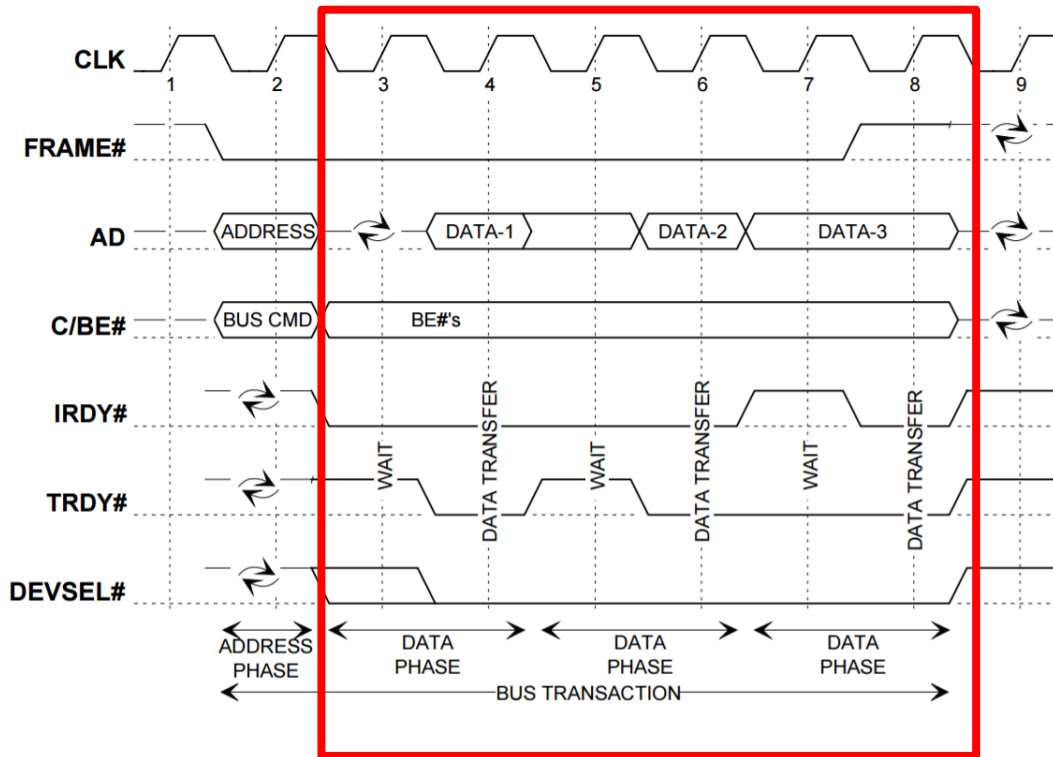 CLK
1 2 3 4 5 6 7 8 9
FRAME#
AD ADDRESS DATA-1 DATA-2 DATA-3
C/BE# BUS CMD BE#'s
IRDY#
WAIT
DATA TRANSFER
WAIT
DATA TRANSFER
WAIT
DATA TRANSFER
TRDY#
DEVSEL#
ADDRESS DATA DATA DATA
PHASE PHASE PHASE PHASE
BUS TRANSACTION